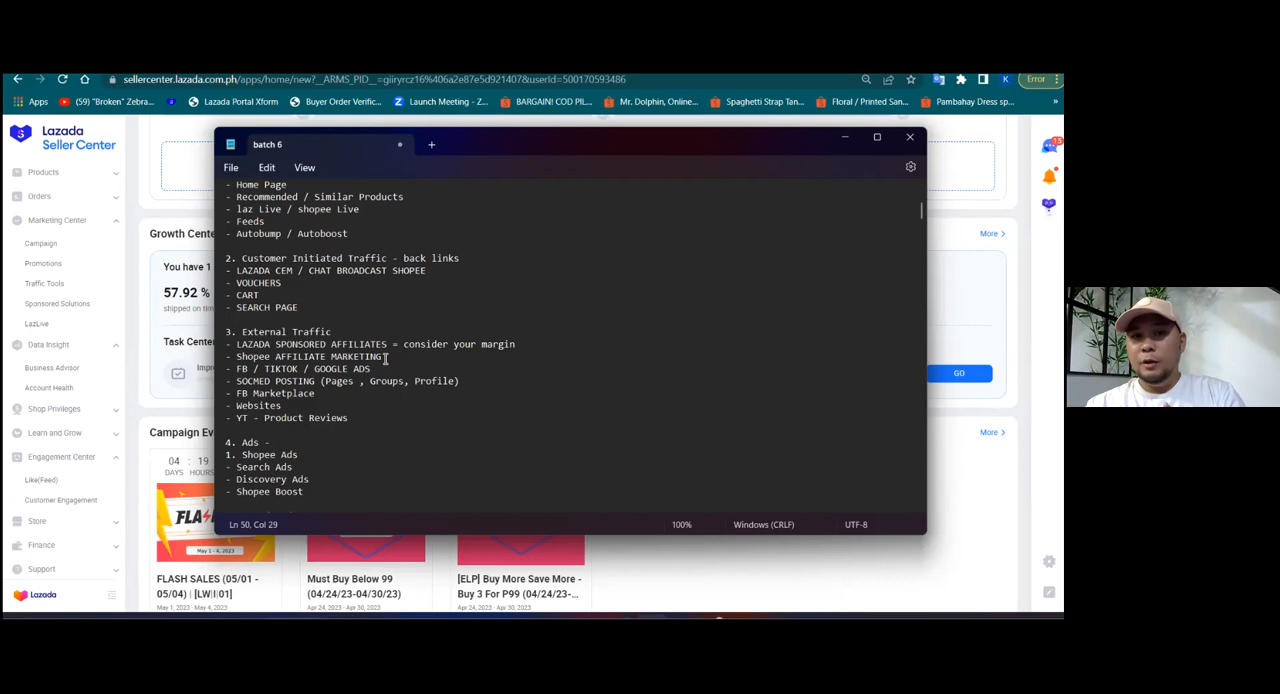 sellercenter.lazada.com.ph/apps/home/new?__ARMS_PID__=giiryrcz16%406a2e87e5d921407&userId=500170593486
Error
Apps
(59) "Broken" Zebra...
Lazada Portal Xform
Buyer Order Verific...
Launch Meeting - Z...
BARGAIN! COD PIL...
Mr. Dolphin, Online...
Spaghetti Strap Tan...
Floral / Printed San...
Pambahay Dress sp...
»
Lazada
Seller Center
Products
Orders
Marketing Center
Campaign
Promotions
Traffic Tools
Sponsored Solutions
LazLive
Data Insight
Business Advisor
Account Health
Shop Privileges
Learn and Grow
Engagement Center
Like(Feed)
Customer Engagement
Store
Finance
Support
Lazada
batch 6
File Edit View
- Home Page
- Recommended / Similar Products
- laz Live / shopee Live
- Feeds
- Autobump / Autoboost
2. Customer Initiated Traffic - back links
- LAZADA CEM / CHAT BROADCAST SHOPEE
- VOUCHERS
- CART
- SEARCH PAGE
3. External Traffic
- LAZADA SPONSORED AFFILIATES = consider your margin
- Shopee AFFILIATE MARKETING
- FB / TIKTOK / GOOGLE ADS
- SOCMED POSTING (Pages , Groups, Profile)
- FB Marketplace
- Websites
- YT - Product Reviews
4. Ads -
1. Shopee Ads
- Search Ads
- Discovery Ads
- Shopee Boost
Ln 50, Col 29
100%
Windows (CRLF)
UTF-8
Growth Cente
More >
You have 1
57.92 %
shipped on tim
Task Center
Impre
GO
Campaign Ev
More >
04 : 19
DAYS HOURS
FLA
May 1 - 4, 2023
FLASH SALES (05/01 -
05/04) | [LW|I|01]
May 1, 2023 - May 4, 2023
Must Buy Below 99
(04/24/23-04/30/23)
Apr 24, 2023 - Apr 30, 2023
[ELP] Buy More Save More -
Buy 3 For P99 (04/24/23-...
Apr 24, 2023 - Apr 30, 2023